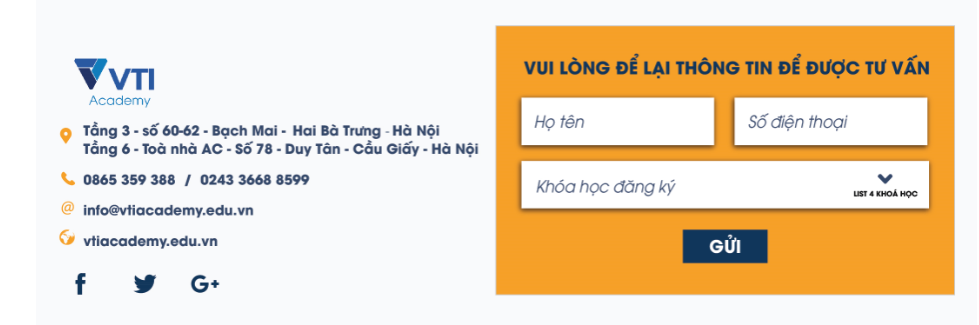 VTI
Academy
Tầng 3 - số 60-62 - Bạch Mai - Hai Bà Trưng - Hà Nội
Tầng 6 - Toà nhà AC - Số 78 - Duy Tân - Cầu Giấy - Hà Nội
0865 359 388 / 0243 3668 8599
@ info@vtiacademy.edu.vn
vtiacademy.edu.vn
f G+
VUI LÒNG ĐỂ LẠI THÔNG TIN ĐỂ ĐƯỢC TƯ VẤN
Họ tên
Số điện thoại
Khóa học đăng ký
LIST 4 KHOÁ HỌC
GỬI